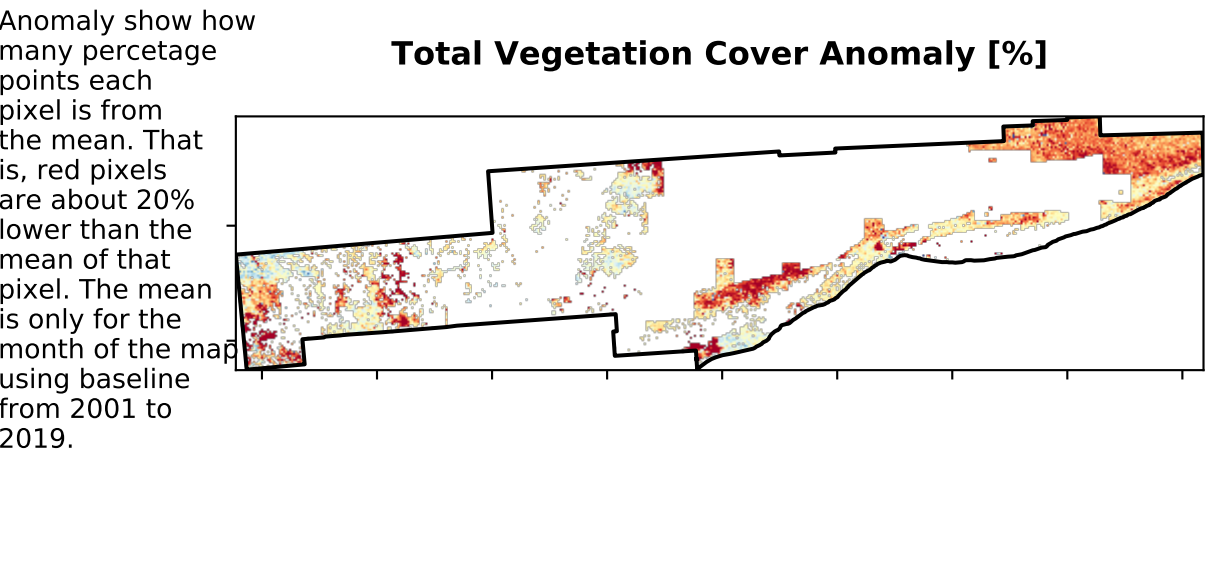 Anomaly show how
many percetage
points each
pixel is from
the mean. That
is, red pixels
are about 20%
lower than the
mean of that
pixel. The mean
is only for the
month of the map
using baseline
from 2001 to
2019.
Total Vegetation Cover Anomaly [%]